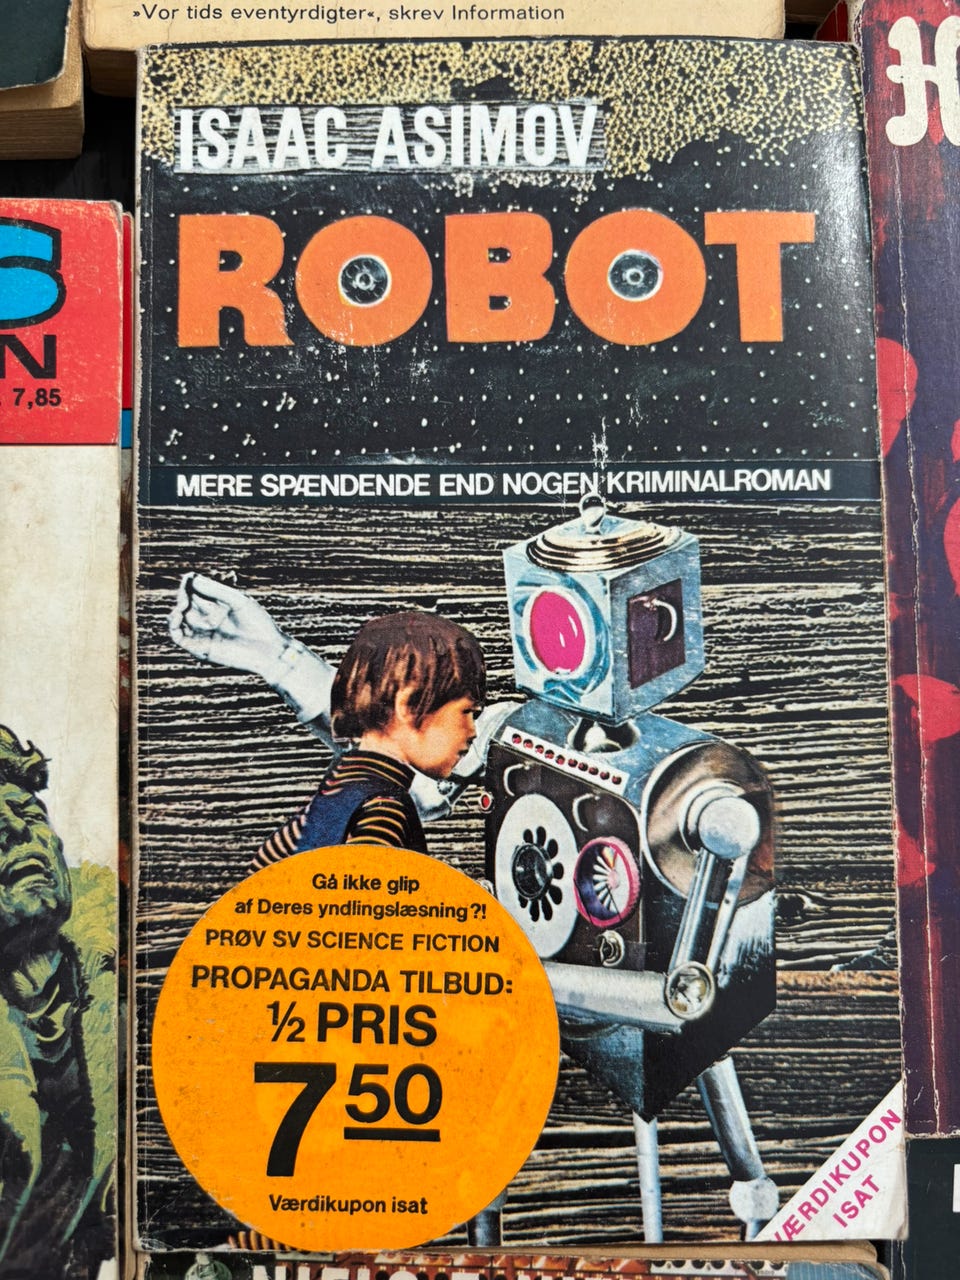 »Vor tids eventyrdigter«, skrev Information
ISAAC ASIMOV
ROBOT
MERE SPÆNDENDE END NOGEN KRIMINALROMAN
Gå ikke glip
af Deres yndlingslæsning?!
PRØV SV SCIENCE FICTION
PROPAGANDA TILBUD:
½ PRIS
7 50
Værdikupon isat
VÆRDIKUPON
ISAT
S
N
7,85